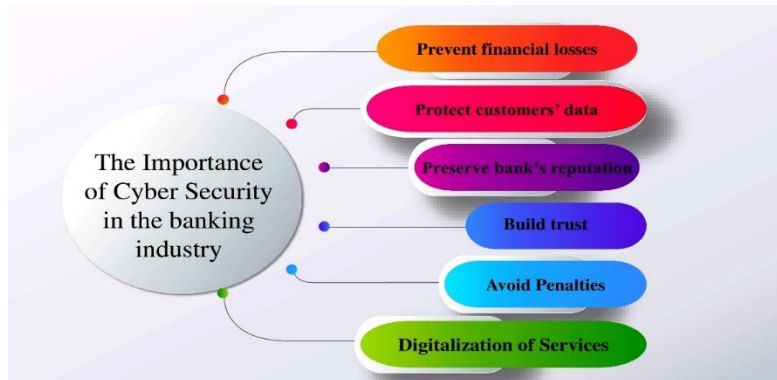 The Importance
of Cyber Security
in the banking
industry
Prevent financial losses
Protect customers' data
Preserve bank's reputation
Build trust
Avoid Penalties
Digitalization of Services